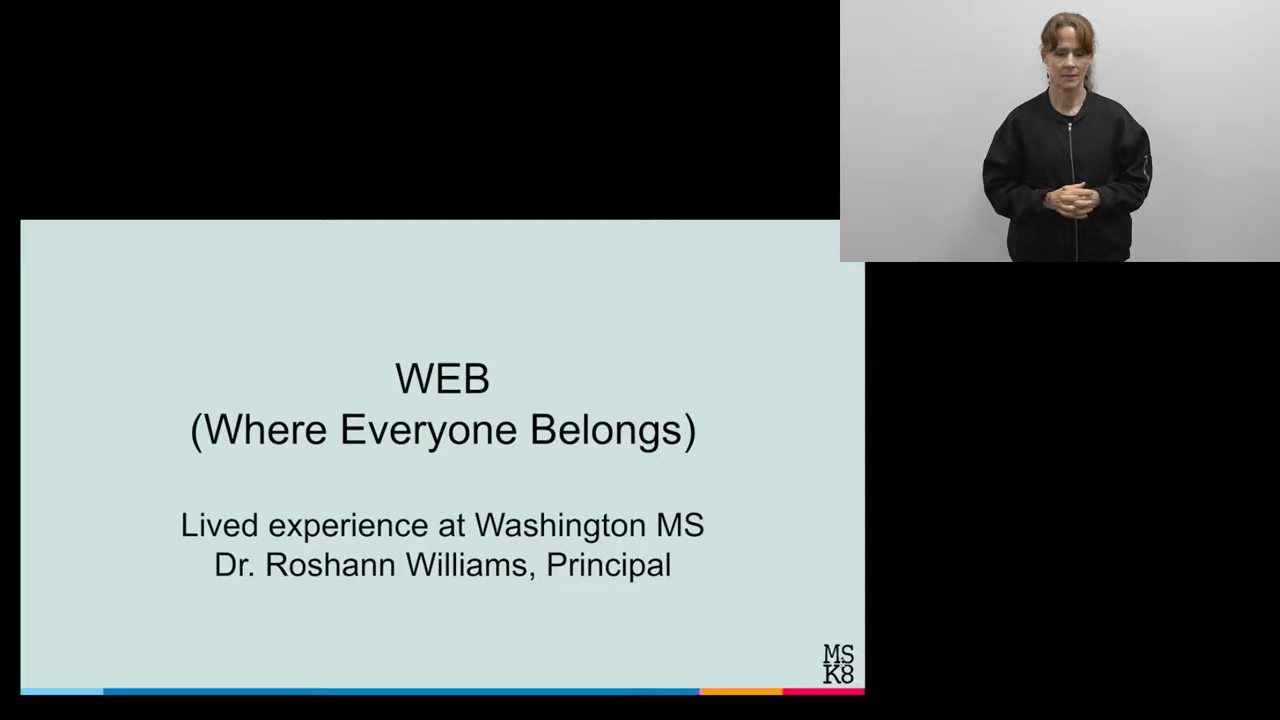 WEB
(Where Everyone Belongs)
Lived experience at Washington MS
Dr. Roshann Williams, Principal
MS
K8